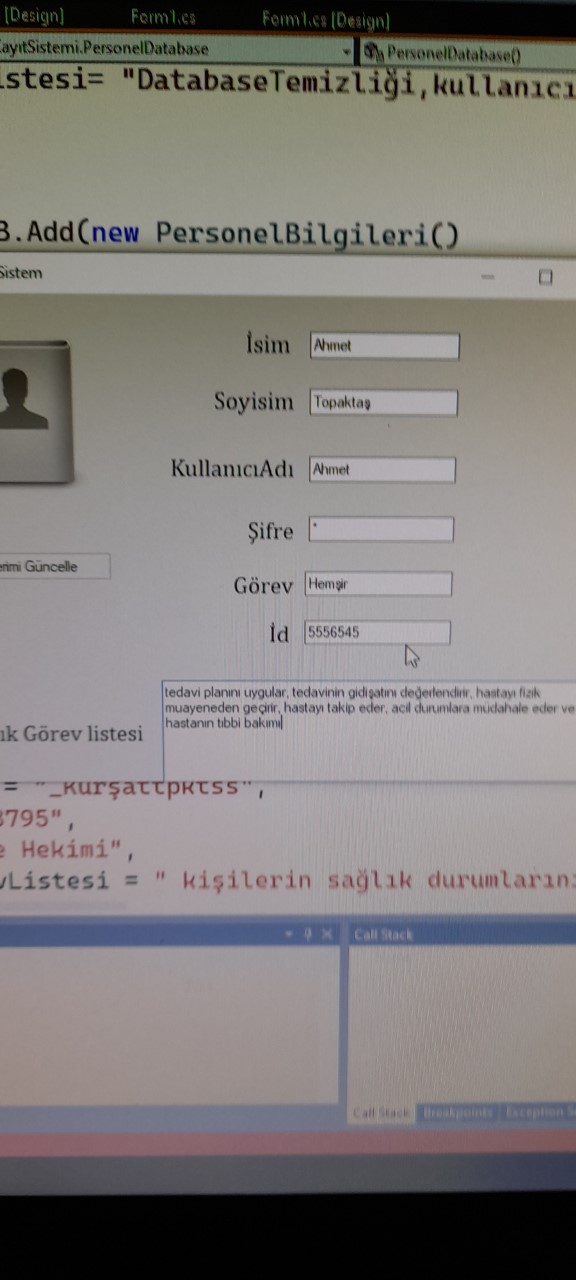 [Design] Form1.cs Form1.cs [Design]
ayıtSistemi.PersonelDatabase PersonelDatabase()
istesi= "DatabaseTemizliği,kullanıcı
B.Add(new PersonelBilgileri()
Sistem
İsim Ahmet
Soyisim Topaktaş
KullanıcıAdı Ahmet
Şifre *
erimi Güncelle
Görev Hemşir
İd 5556545
tedavi planını uygular, tedavinin gidişatını değerlendirir, hastayı fizik
muayeneden geçirir, hastayı takip eder, acil durumlara müdahale eder ve
hastanın tıbbi bakımı
ık Görev listesi
= "_kurşattpktss",
8795",
e Hekimi",
vListesi = " kişilerin sağlık durumların
Call Stack
Call Stack Breakpoints Exception